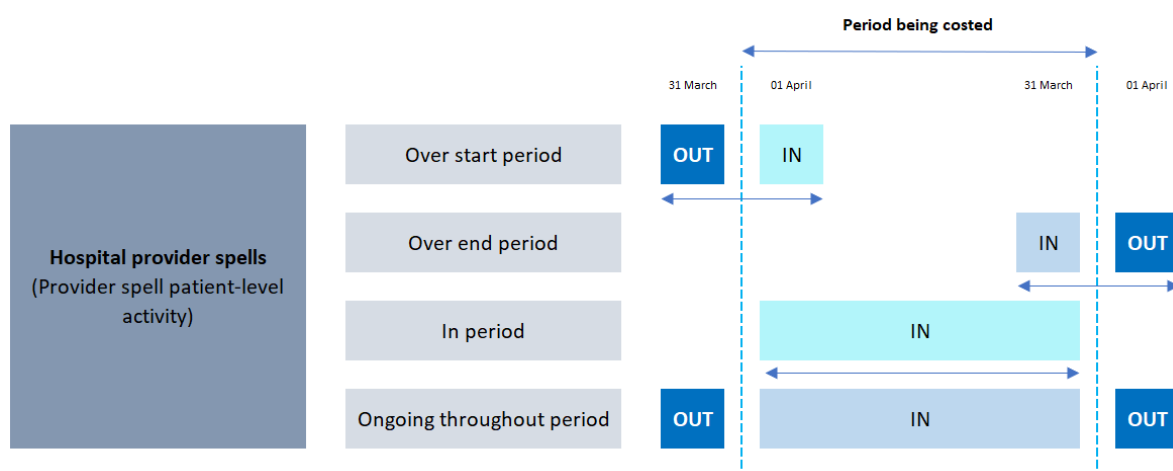 Period being costed
31 March
01 April
31 March
01 April
Hospital provider spells
(Provider spell patient-level
activity)
Over start period
OUT
IN
Over end period
IN
OUT
In period
IN
Ongoing throughout period
OUT
IN
OUT